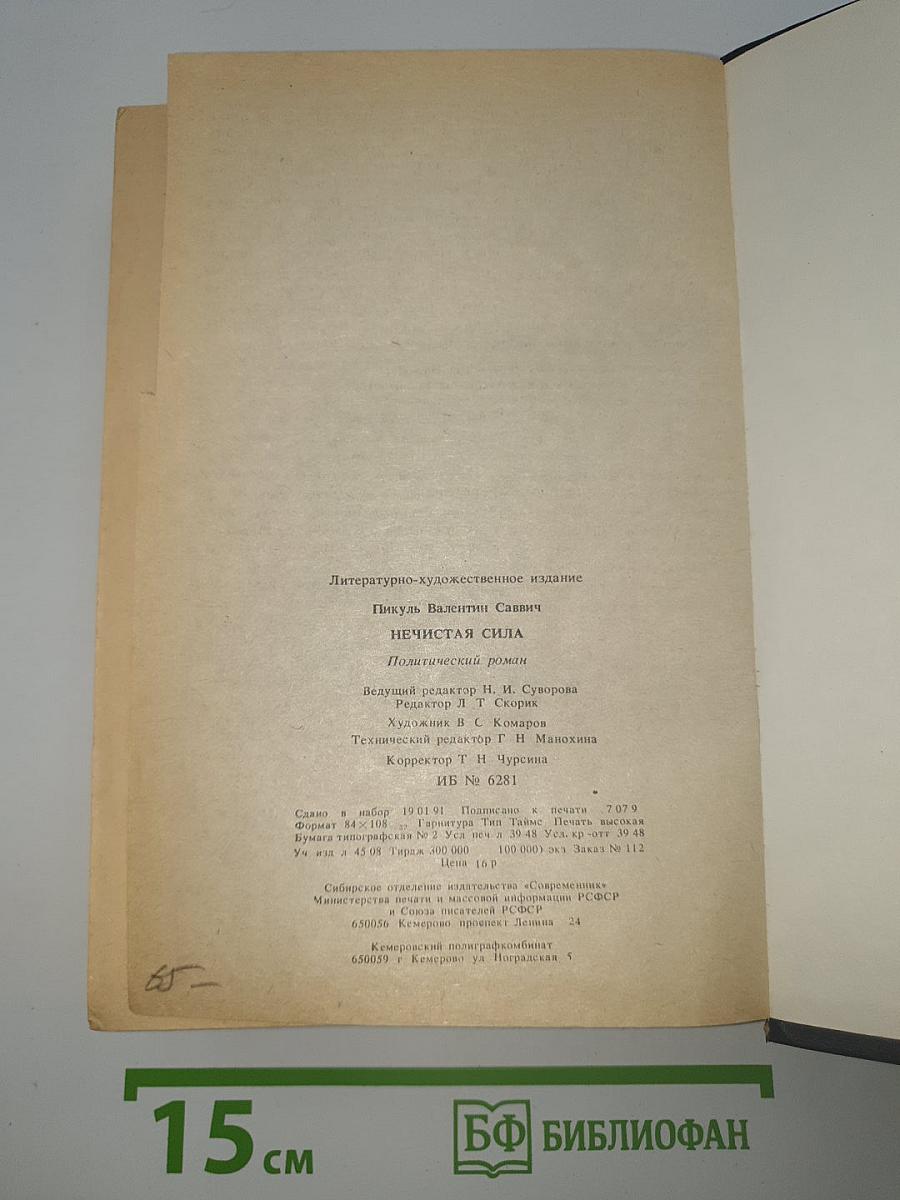 Литературно-художественное издание
Пикуль Валентин Саввич
НЕЧИСТАЯ СИЛА
Политический роман
Ведущий редактор Н. И. Суворова
Редактор Л Т Скорик
Художник В С Комаров
Технический редактор Г Н Манохина
Корректор Т Н Чурсина
ИБ № 6281
Сдано в набор 19 01 91 Подписано к печати 7 07 9
Формат 84×108 Гарнитура Тип Таймс Печать высокая
Бумага типографская № 2 Усл печ л 39 48 Усл. кр -отт 39 48
Уч изд л 45 08 Тираж 300 000 100 000) экз Заказ № 112
Цена 16 р
Сибирское отделение издательства «Современник»
Министерства печати и массовой информации РСФСР
и Союза писателей РСФСР
650056 Кемерово проспект Ленина 24
Кемеровский полиграфкомбинат
650059 г Кемерово ул Ноградская 5
65 –
15 см
БФ БИБЛИОФАН